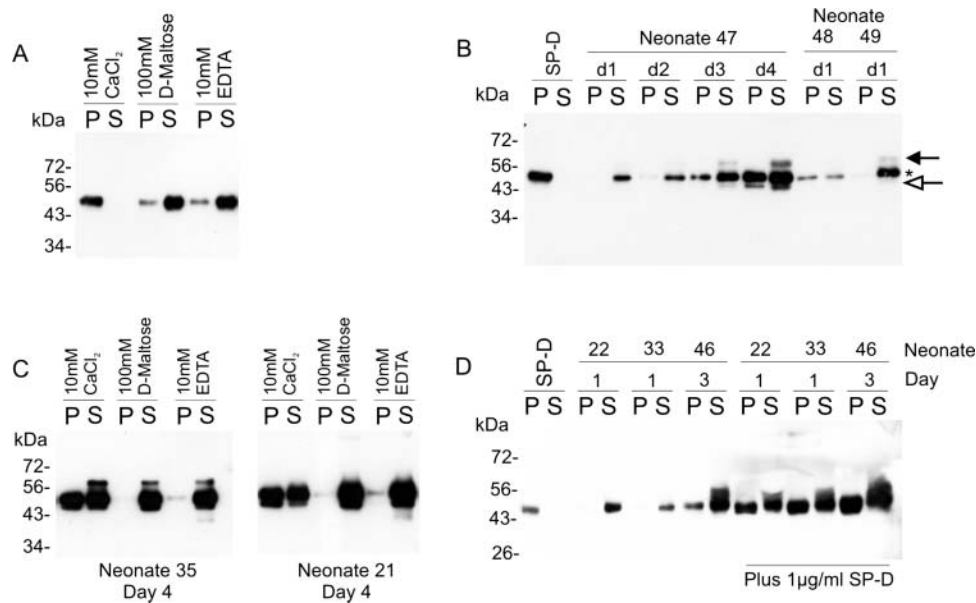 A
10mM CaCl₂
100mM D-Maltose
10mM EDTA
P S P S P S
kDa
72-
56-
43-
34-
B
SP-D
Neonate 47
Neonate
48 49
d1 d2 d3 d4 d1 d1
P S P S P S P S P S P S P S
kDa
72-
56-
43-
34-
*
C
10mM CaCl₂
100mM D-Maltose
10mM EDTA
10mM CaCl₂
100mM D-Maltose
10mM EDTA
P S P S P S
P S P S P S
kDa
72-
56-
43-
34-
Neonate 35
Day 4
Neonate 21
Day 4
D
SP-D
22 33 46 22 33 46 Neonate
1 1 3 1 1 3 Day
P S P S P S P S P S P S P S
kDa
72-
56-
43-
26-
Plus 1µg/ml SP-D